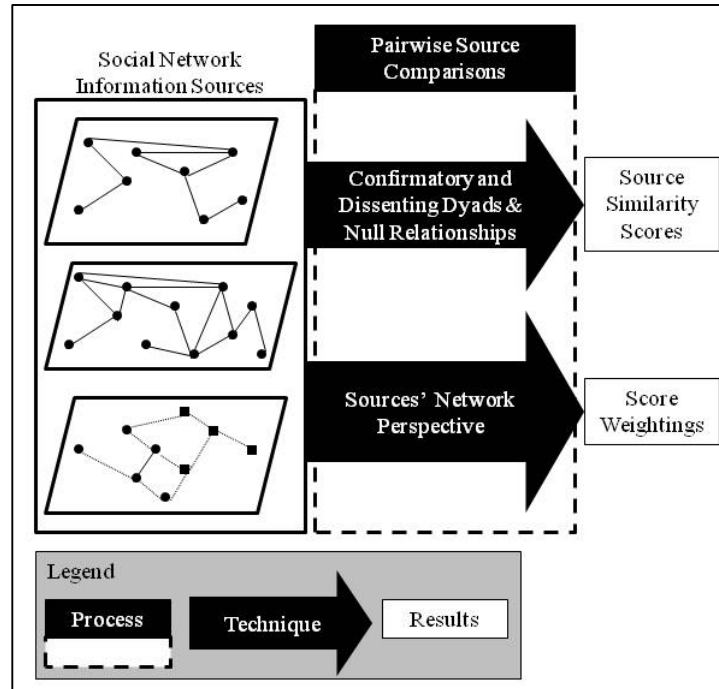 Social Network
Information Sources
Pairwise Source
Comparisons
Confirmatory and
Dissenting Dyads &
Null Relationships
Source
Similarity
Scores
Sources' Network
Perspective
Score
Weightings
Legend
Process
Technique
Results